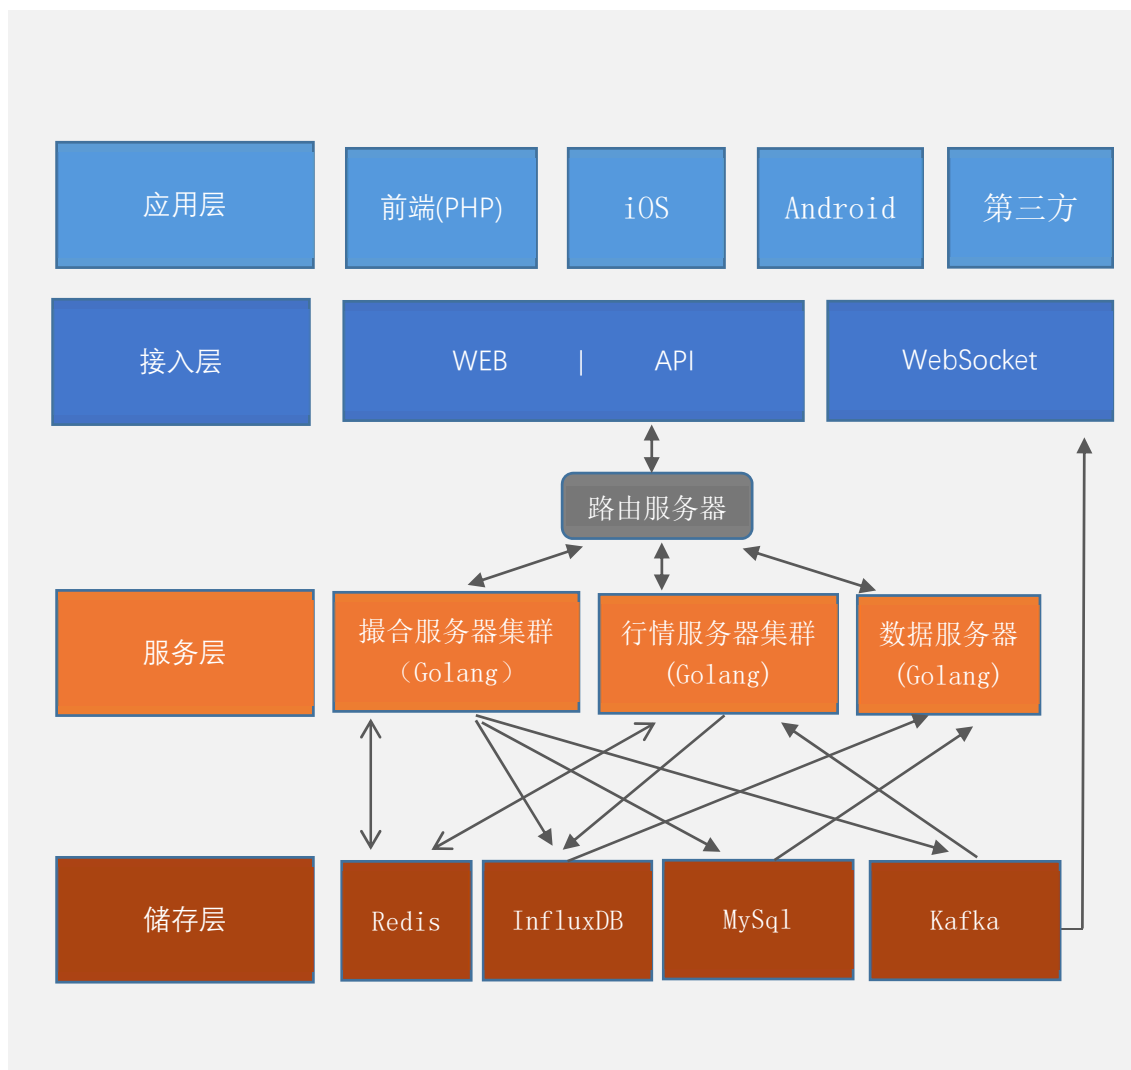 应用层
前端(PHP)
iOS
Android
第三方
接入层
WEB | API
WebSocket
路由服务器
服务层
撮合服务器集群
（Golang）
行情服务器集群
(Golang)
数据服务器
(Golang)
储存层
Redis
InfluxDB
MySql
Kafka